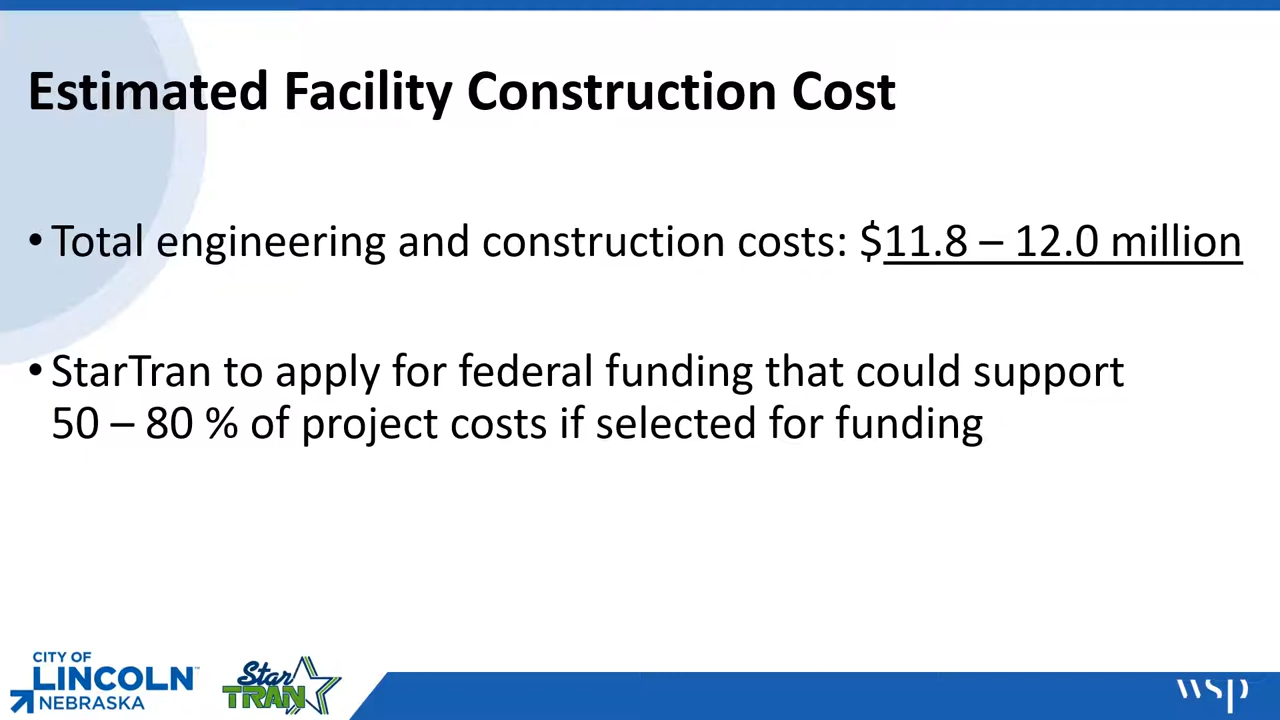 Estimated Facility Construction Cost
• Total engineering and construction costs: $11.8 – 12.0 million
• StarTran to apply for federal funding that could support
50 – 80 % of project costs if selected for funding
CITY OF
LINCOLN™
NEBRASKA
Star
TRAN
wsp